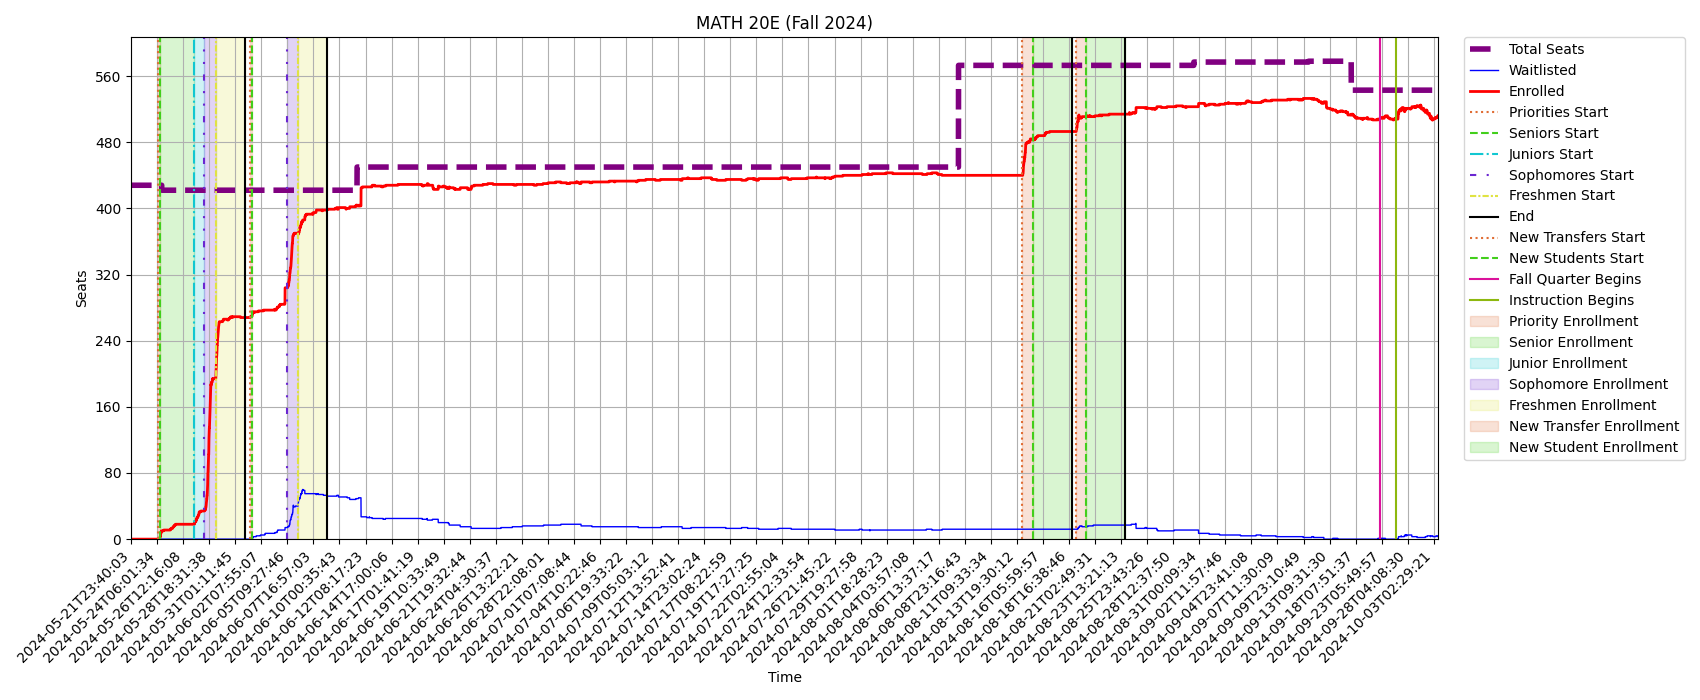 MATH 20E (Fall 2024)
Seats
560
480
400
320
240
160
80
0
2024-05-21T23:40:03
2024-05-24T06:01:34
2024-05-26T12:16:08
2024-05-28T18:31:38
2024-05-31T01:11:45
2024-06-02T07:55:07
2024-06-05T09:27:46
2024-06-07T16:57:03
2024-06-10T00:35:43
2024-06-12T08:17:23
2024-06-14T17:00:06
2024-06-17T01:41:19
2024-06-19T10:33:49
2024-06-21T19:32:44
2024-06-24T04:30:37
2024-06-26T13:22:21
2024-06-28T22:08:01
2024-07-01T07:08:44
2024-07-04T10:22:46
2024-07-06T19:33:22
2024-07-09T05:03:12
2024-07-12T13:52:41
2024-07-14T23:02:24
2024-07-17T08:22:59
2024-07-19T17:27:25
2024-07-22T02:55:04
2024-07-24T12:33:54
2024-07-26T21:45:22
2024-07-29T19:27:58
2024-08-01T18:28:23
2024-08-04T03:57:08
2024-08-06T13:37:17
2024-08-08T23:16:43
2024-08-11T09:33:34
2024-08-13T19:30:12
2024-08-16T05:59:57
2024-08-18T16:38:46
2024-08-21T02:49:31
2024-08-23T13:21:13
2024-08-25T23:43:26
2024-08-28T12:37:50
2024-08-31T00:09:34
2024-09-02T11:57:46
2024-09-04T23:41:08
2024-09-07T11:30:09
2024-09-09T23:10:49
2024-09-13T09:31:30
2024-09-18T07:51:37
2024-09-23T05:49:57
2024-09-28T04:08:30
2024-10-03T02:29:21
Time
Total Seats
Waitlisted
Enrolled
Priorities Start
Seniors Start
Juniors Start
Sophomores Start
Freshmen Start
End
New Transfers Start
New Students Start
Fall Quarter Begins
Instruction Begins
Priority Enrollment
Senior Enrollment
Junior Enrollment
Sophomore Enrollment
Freshmen Enrollment
New Transfer Enrollment
New Student Enrollment